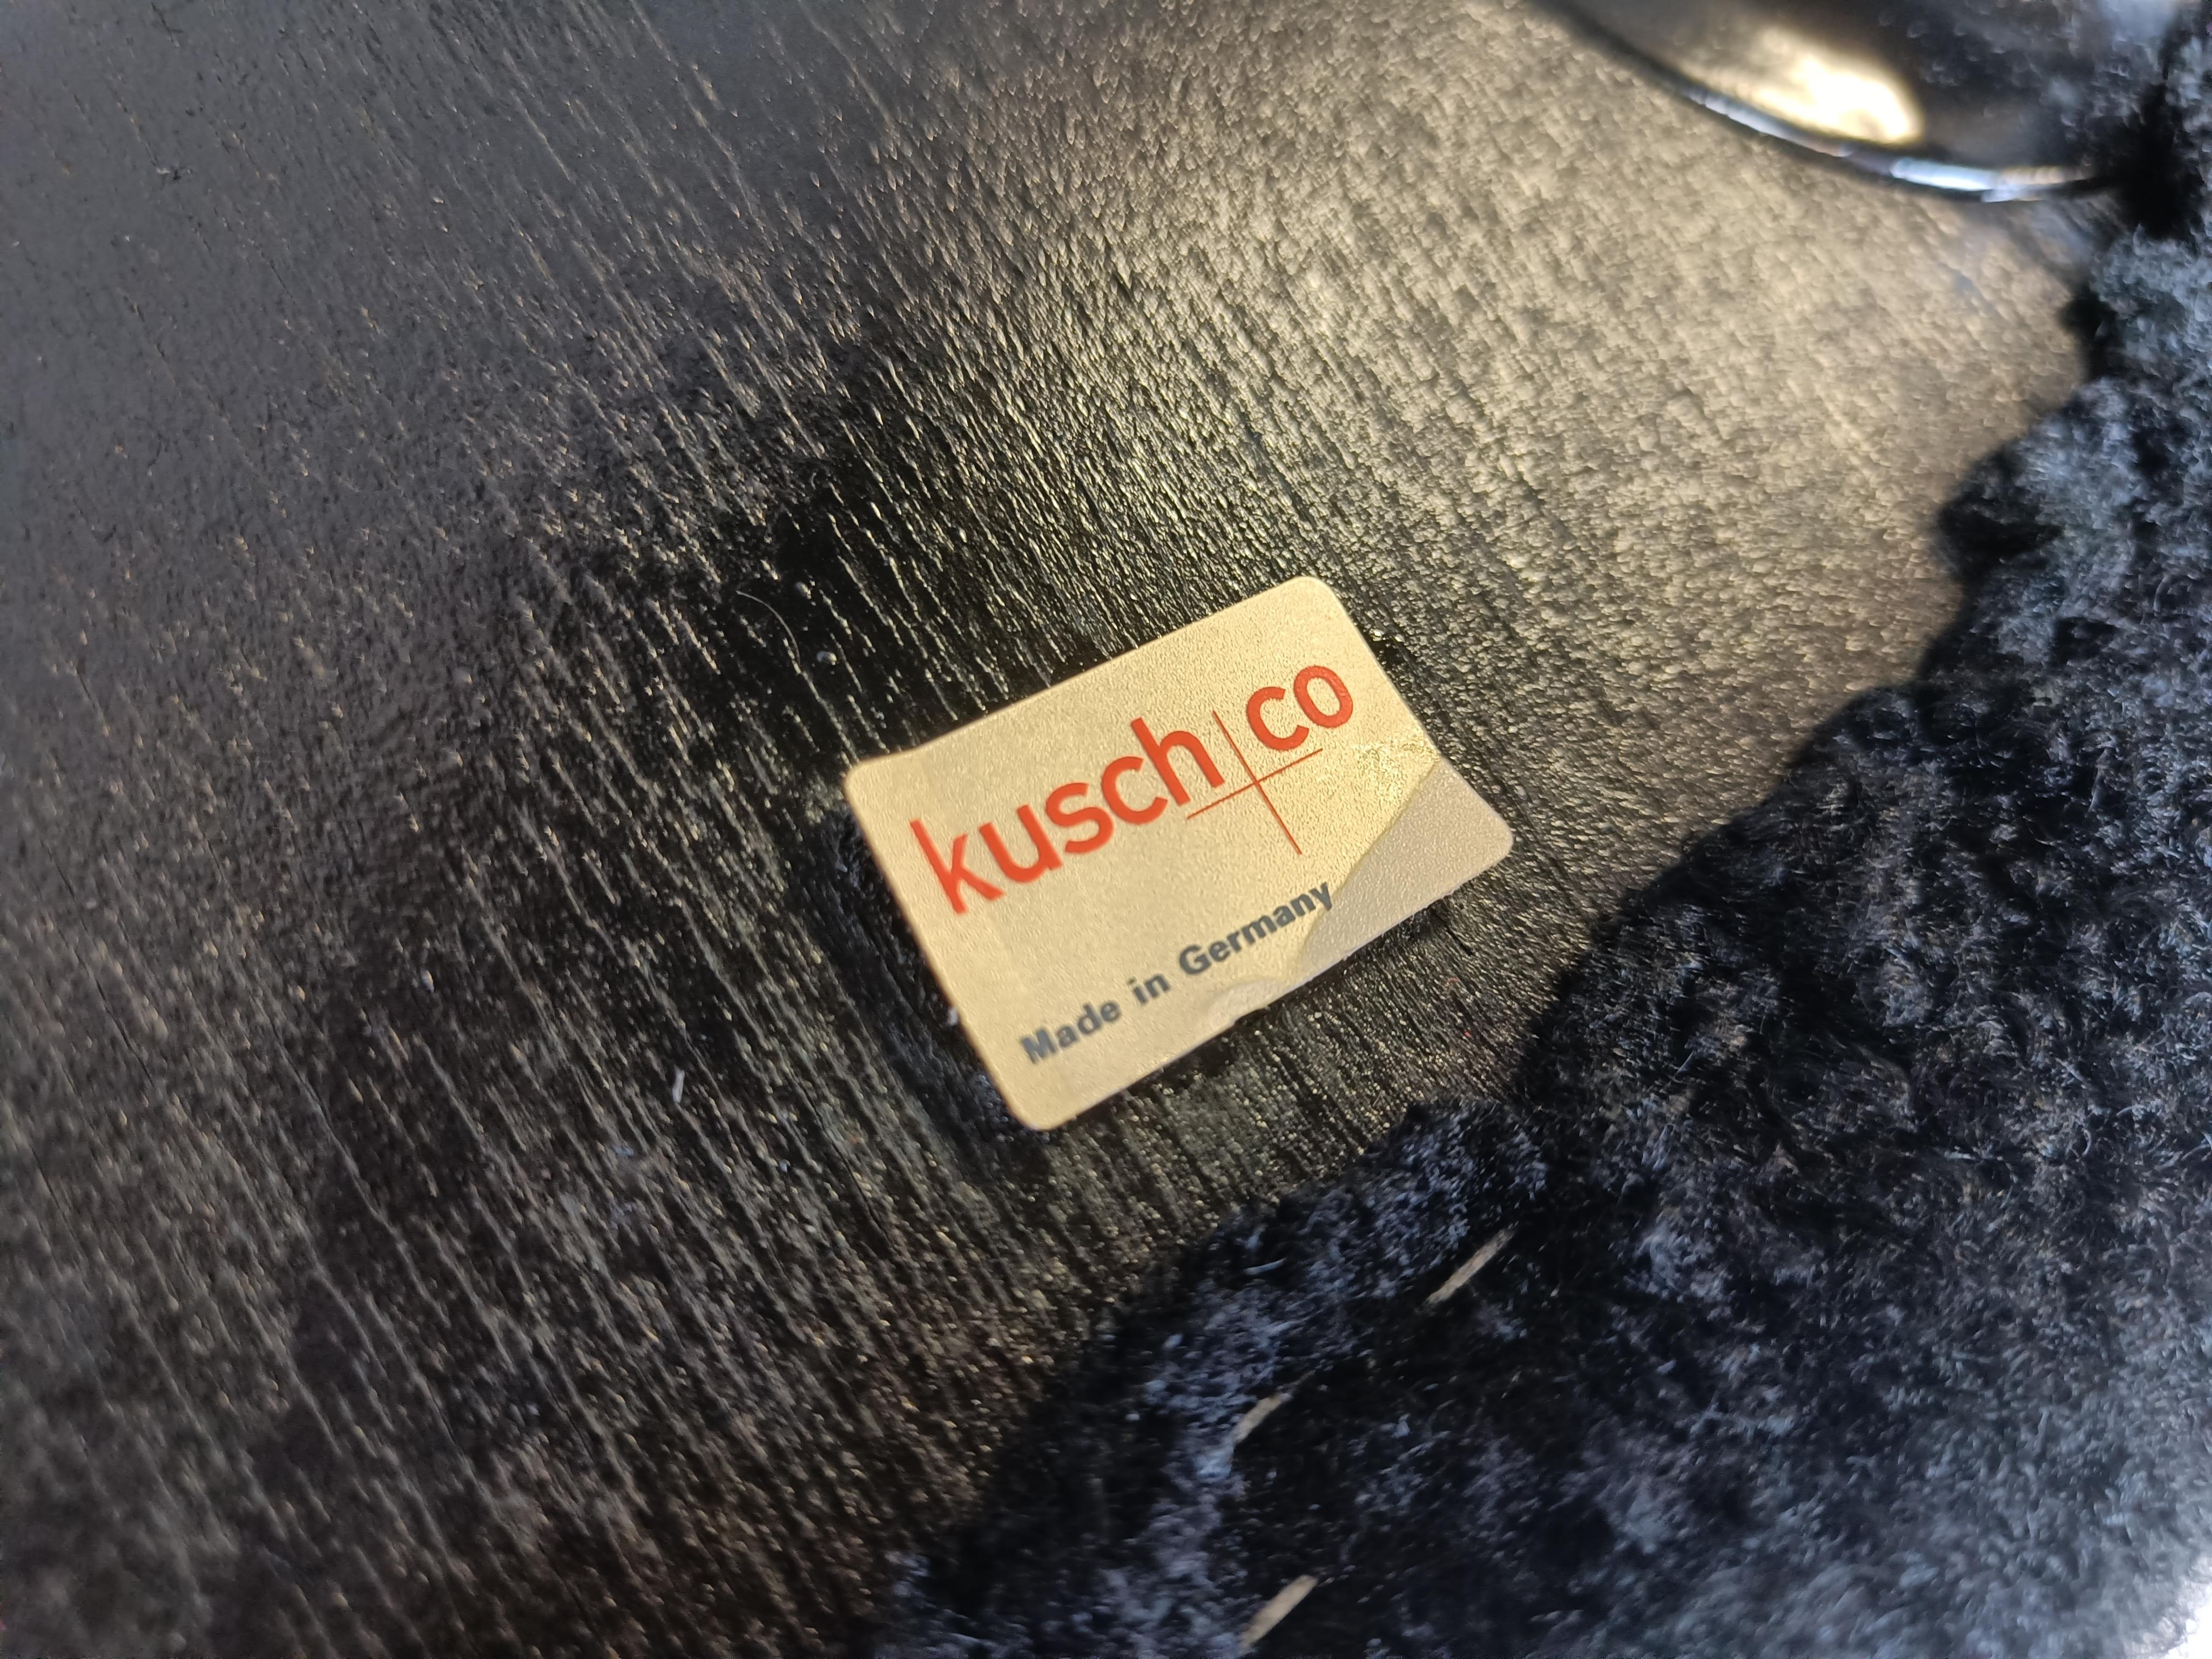 kusch co
Made in Germany